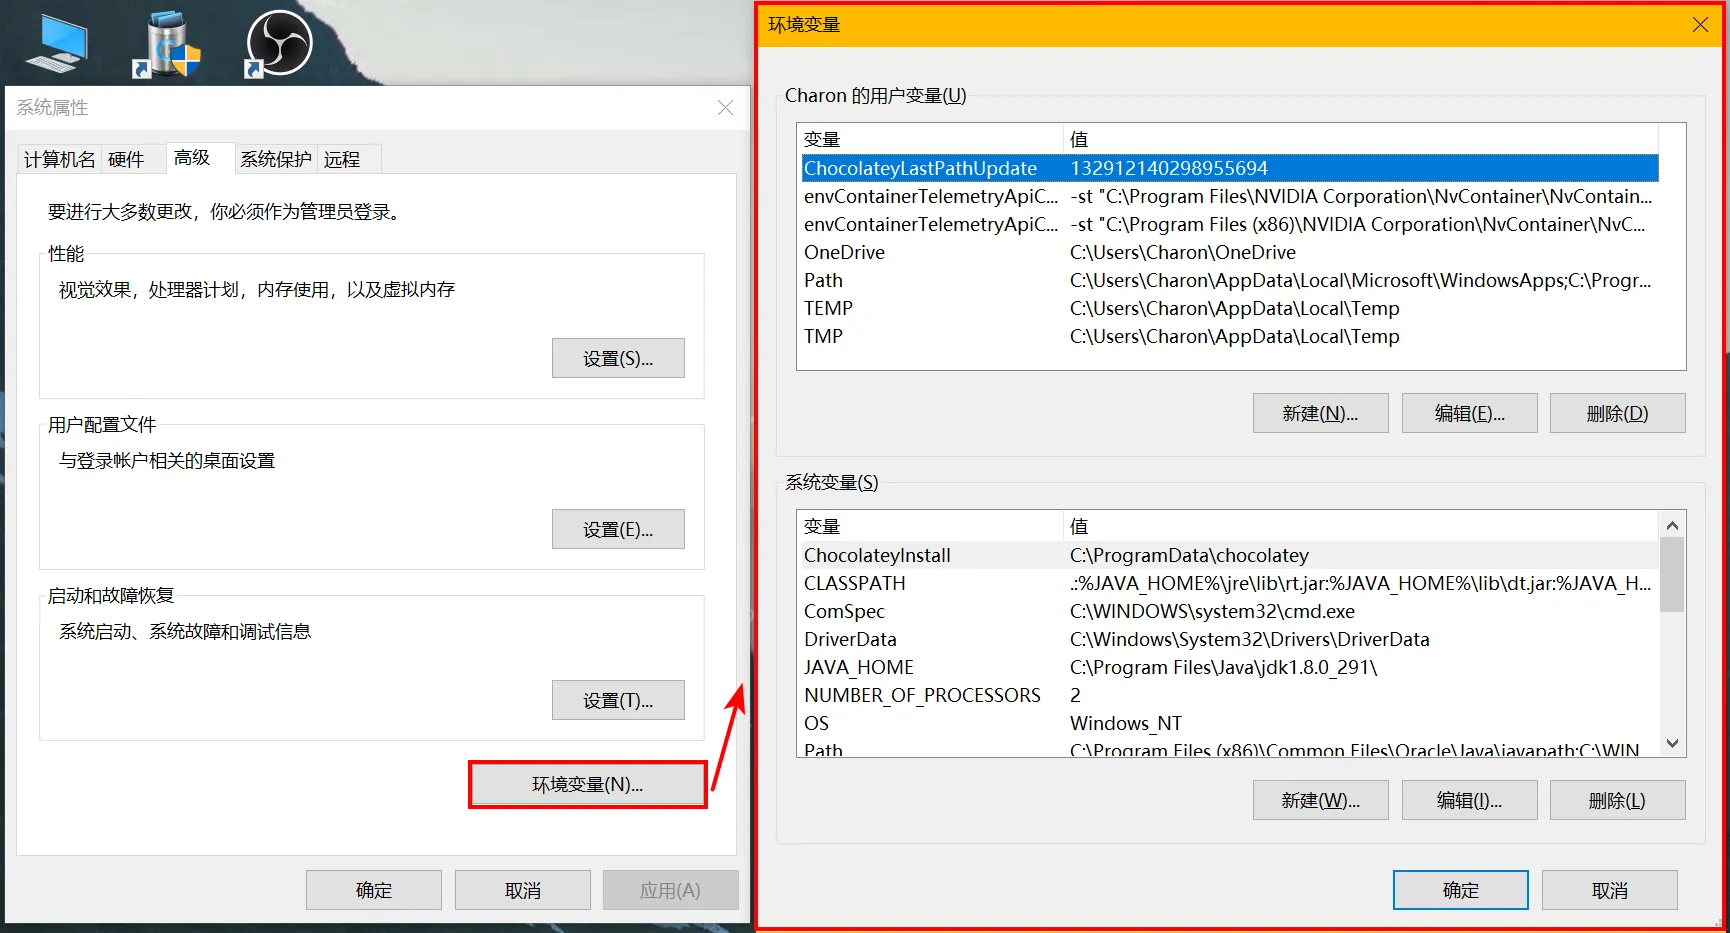 系统属性
计算机名 硬件 高级 系统保护 远程
要进行大多数更改，你必须作为管理员登录。
性能
视觉效果，处理器计划，内存使用，以及虚拟内存
设置(S)...
用户配置文件
与登录帐户相关的桌面设置
设置(E)...
启动和故障恢复
系统启动、系统故障和调试信息
设置(T)...
环境变量(N)...
确定 取消 应用(A)
环境变量
Charon 的用户变量(U)
变量 值
ChocolateyLastPathUpdate 132912140298955694
envContainerTelemetryApiC... -st "C:\Program Files\NVIDIA Corporation\NvContainer\NvContain...
envContainerTelemetryApiC... -st "C:\Program Files (x86)\NVIDIA Corporation\NvContainer\NvC...
OneDrive C:\Users\Charon\OneDrive
Path C:\Users\Charon\AppData\Local\Microsoft\WindowsApps;C:\Progr...
TEMP C:\Users\Charon\AppData\Local\Temp
TMP C:\Users\Charon\AppData\Local\Temp
新建(N)... 编辑(E)... 删除(D)
系统变量(S)
变量 值
ChocolateyInstall C:\ProgramData\chocolatey
CLASSPATH .:%JAVA_HOME%\jre\lib\rt.jar:%JAVA_HOME%\lib\dt.jar:%JAVA_H...
ComSpec C:\WINDOWS\system32\cmd.exe
DriverData C:\Windows\System32\Drivers\DriverData
JAVA_HOME C:\Program Files\Java\jdk1.8.0_291\
NUMBER_OF_PROCESSORS 2
OS Windows_NT
Path C:\Program Files (x86)\Common Files\Oracle\Java\javapath;C:\WIN
新建(W)... 编辑(I)... 删除(L)
确定 取消